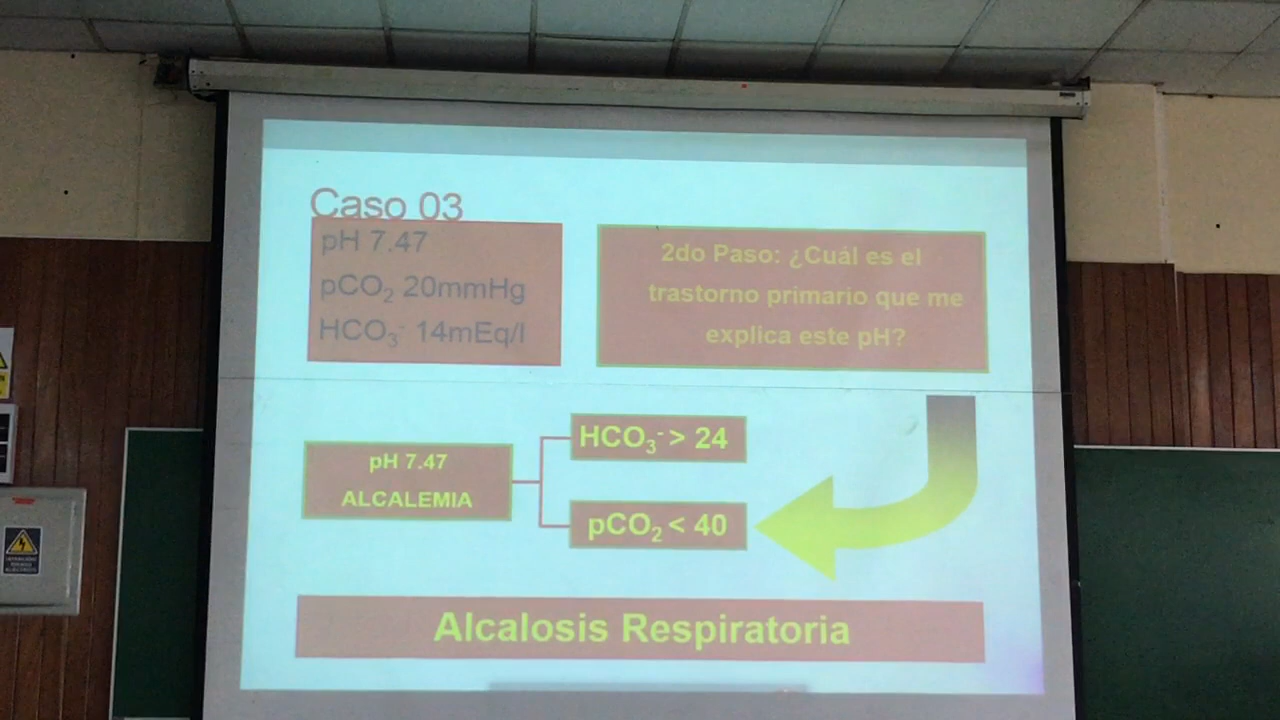 Caso 03
pH 7.47
pCO₂ 20mmHg
HCO₃⁻ 14mEq/l
2do Paso: ¿Cuál es el
trastorno primario que me
explica este pH?
pH 7.47
ALCALEMIA
HCO₃⁻ > 24
pCO₂ < 40
Alcalosis Respiratoria